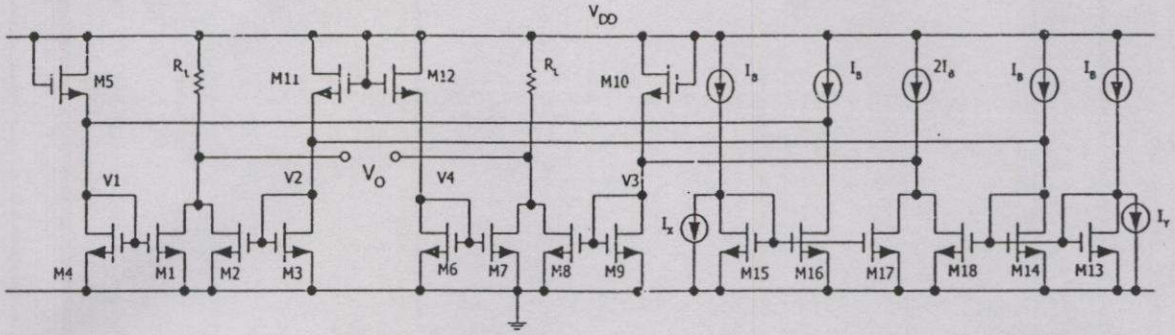 V_DD
M5
R_L
M11
M12
R_L
M10
I_B
I_B
2I_B
I_B
I_B
V1
V2
V_O
V4
V3
I_X
I_Y
M4
M1
M2
M3
M6
M7
M8
M9
M15
M16
M17
M18
M14
M13